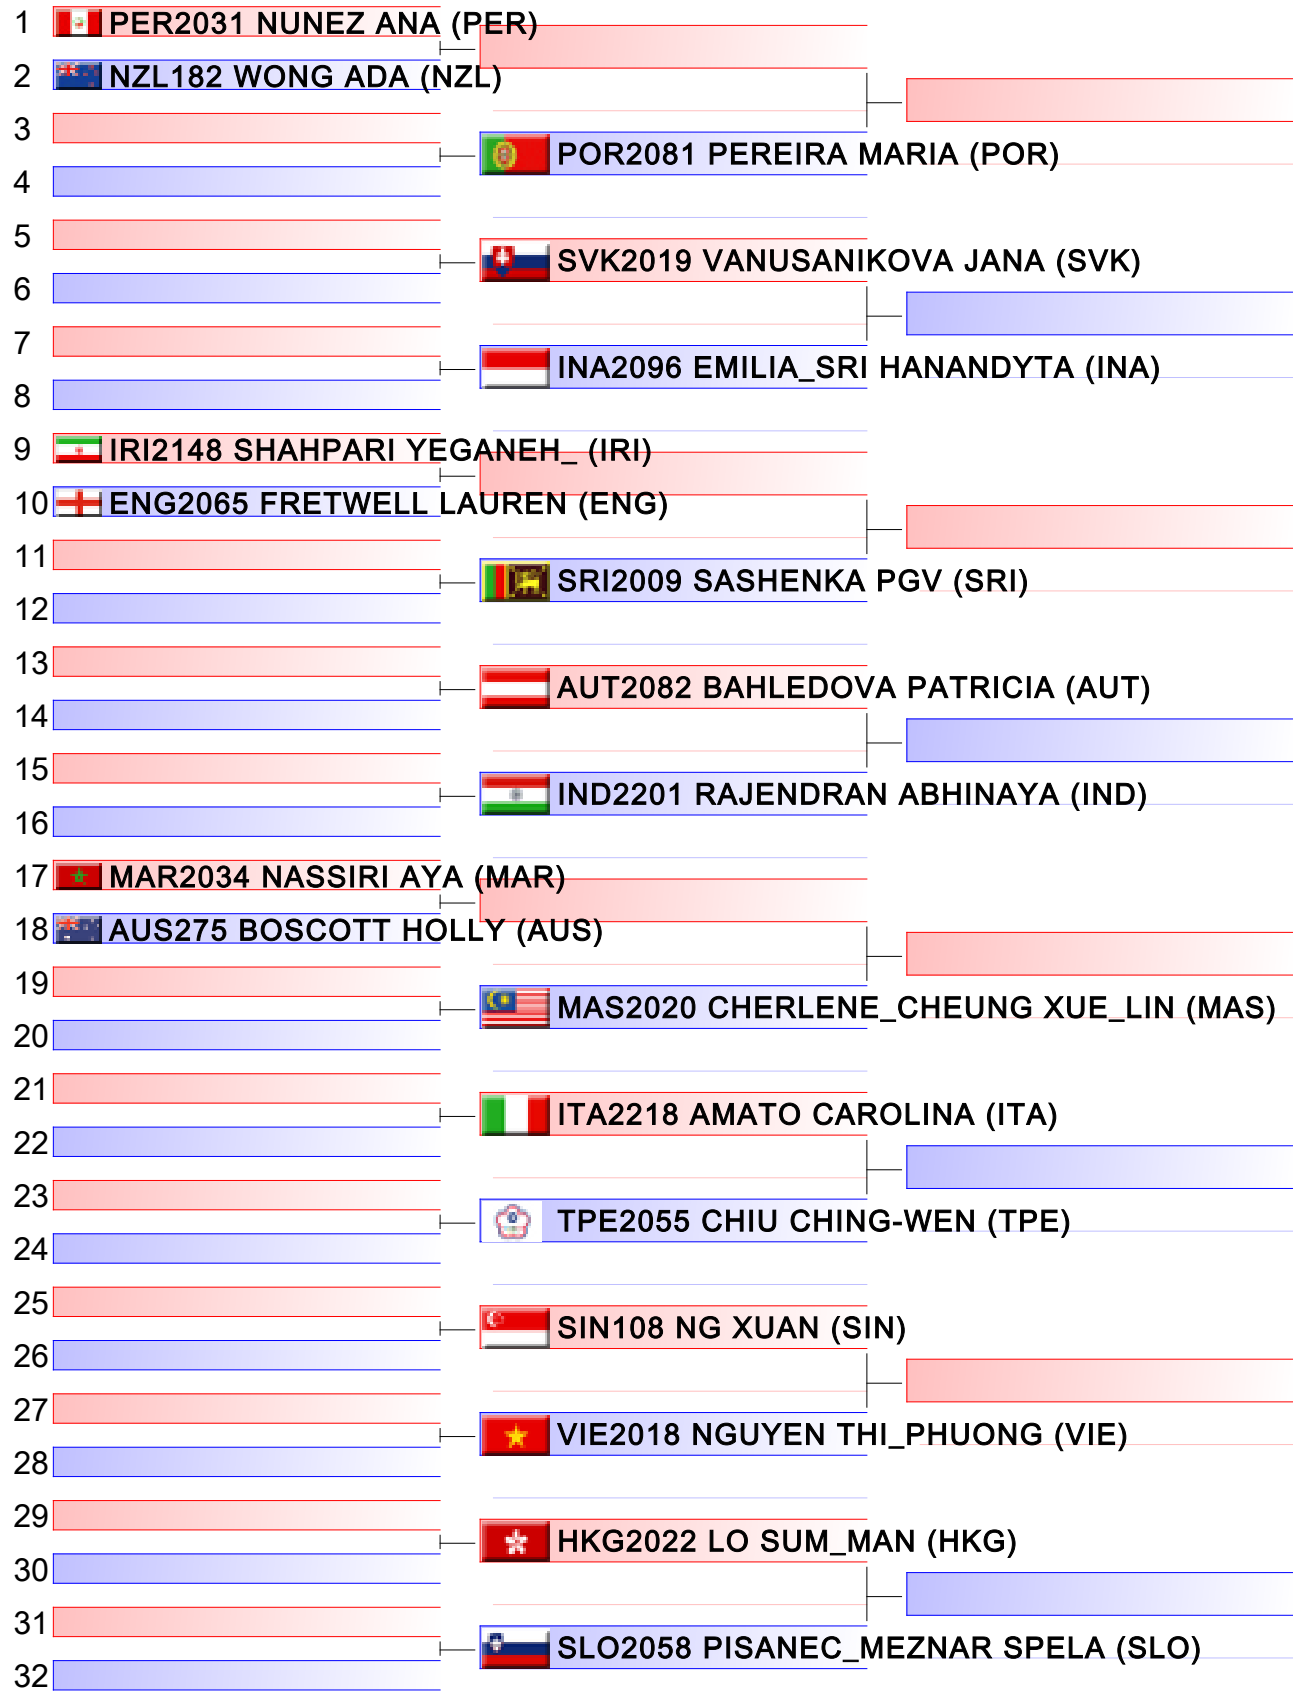 1 PER2031 NUNEZ ANA (PER)
2 NZL182 WONG ADA (NZL)
3
POR2081 PEREIRA MARIA (POR)
4
5
SVK2019 VANUSANIKOVA JANA (SVK)
6
7
INA2096 EMILIA_SRI HANANDYTA (INA)
8
9 IRI2148 SHAHPARI YEGANEH_ (IRI)
10 ENG2065 FRETWELL LAUREN (ENG)
11
SRI2009 SASHENKA PGV (SRI)
12
13
AUT2082 BAHLEDOVA PATRICIA (AUT)
14
15
IND2201 RAJENDRAN ABHINAYA (IND)
16
17 MAR2034 NASSIRI AYA (MAR)
18 AUS275 BOSCOTT HOLLY (AUS)
19
MAS2020 CHERLENE_CHEUNG XUE_LIN (MAS)
20
21
ITA2218 AMATO CAROLINA (ITA)
22
23
TPE2055 CHIU CHING-WEN (TPE)
24
25
SIN108 NG XUAN (SIN)
26
27
VIE2018 NGUYEN THI_PHUONG (VIE)
28
29
HKG2022 LO SUM_MAN (HKG)
30
31
SLO2058 PISANEC_MEZNAR SPELA (SLO)
32